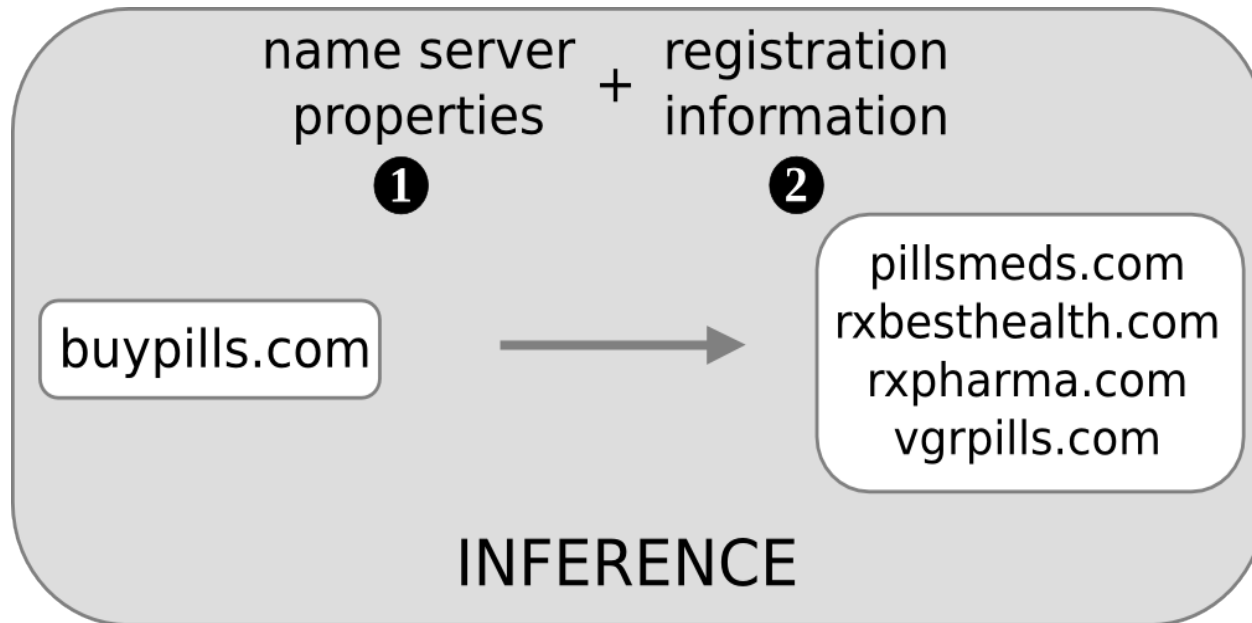 name server
properties
+
registration
information
1
2
buypills.com
pillsmeds.com
rxbesthealth.com
rxpharma.com
vgrpills.com
INFERENCE